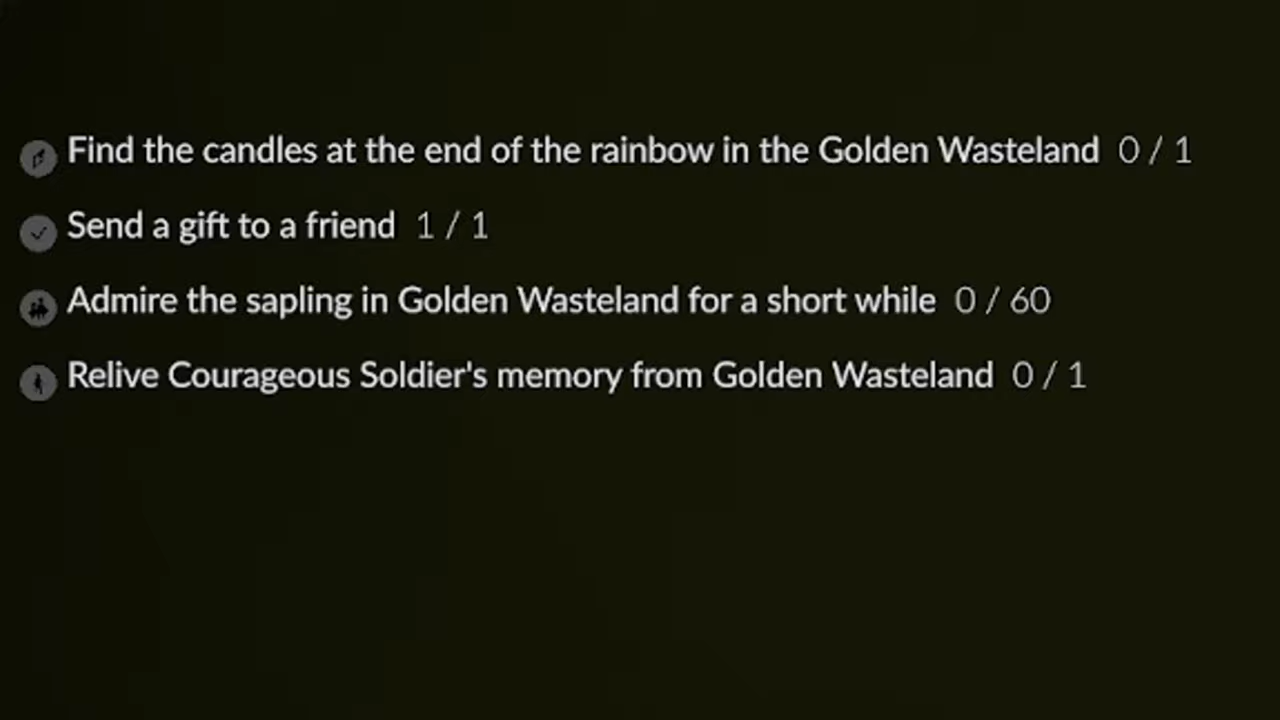 Find the candles at the end of the rainbow in the Golden Wasteland 0 / 1
Send a gift to a friend 1 / 1
Admire the sapling in Golden Wasteland for a short while 0 / 60
Relive Courageous Soldier's memory from Golden Wasteland 0 / 1